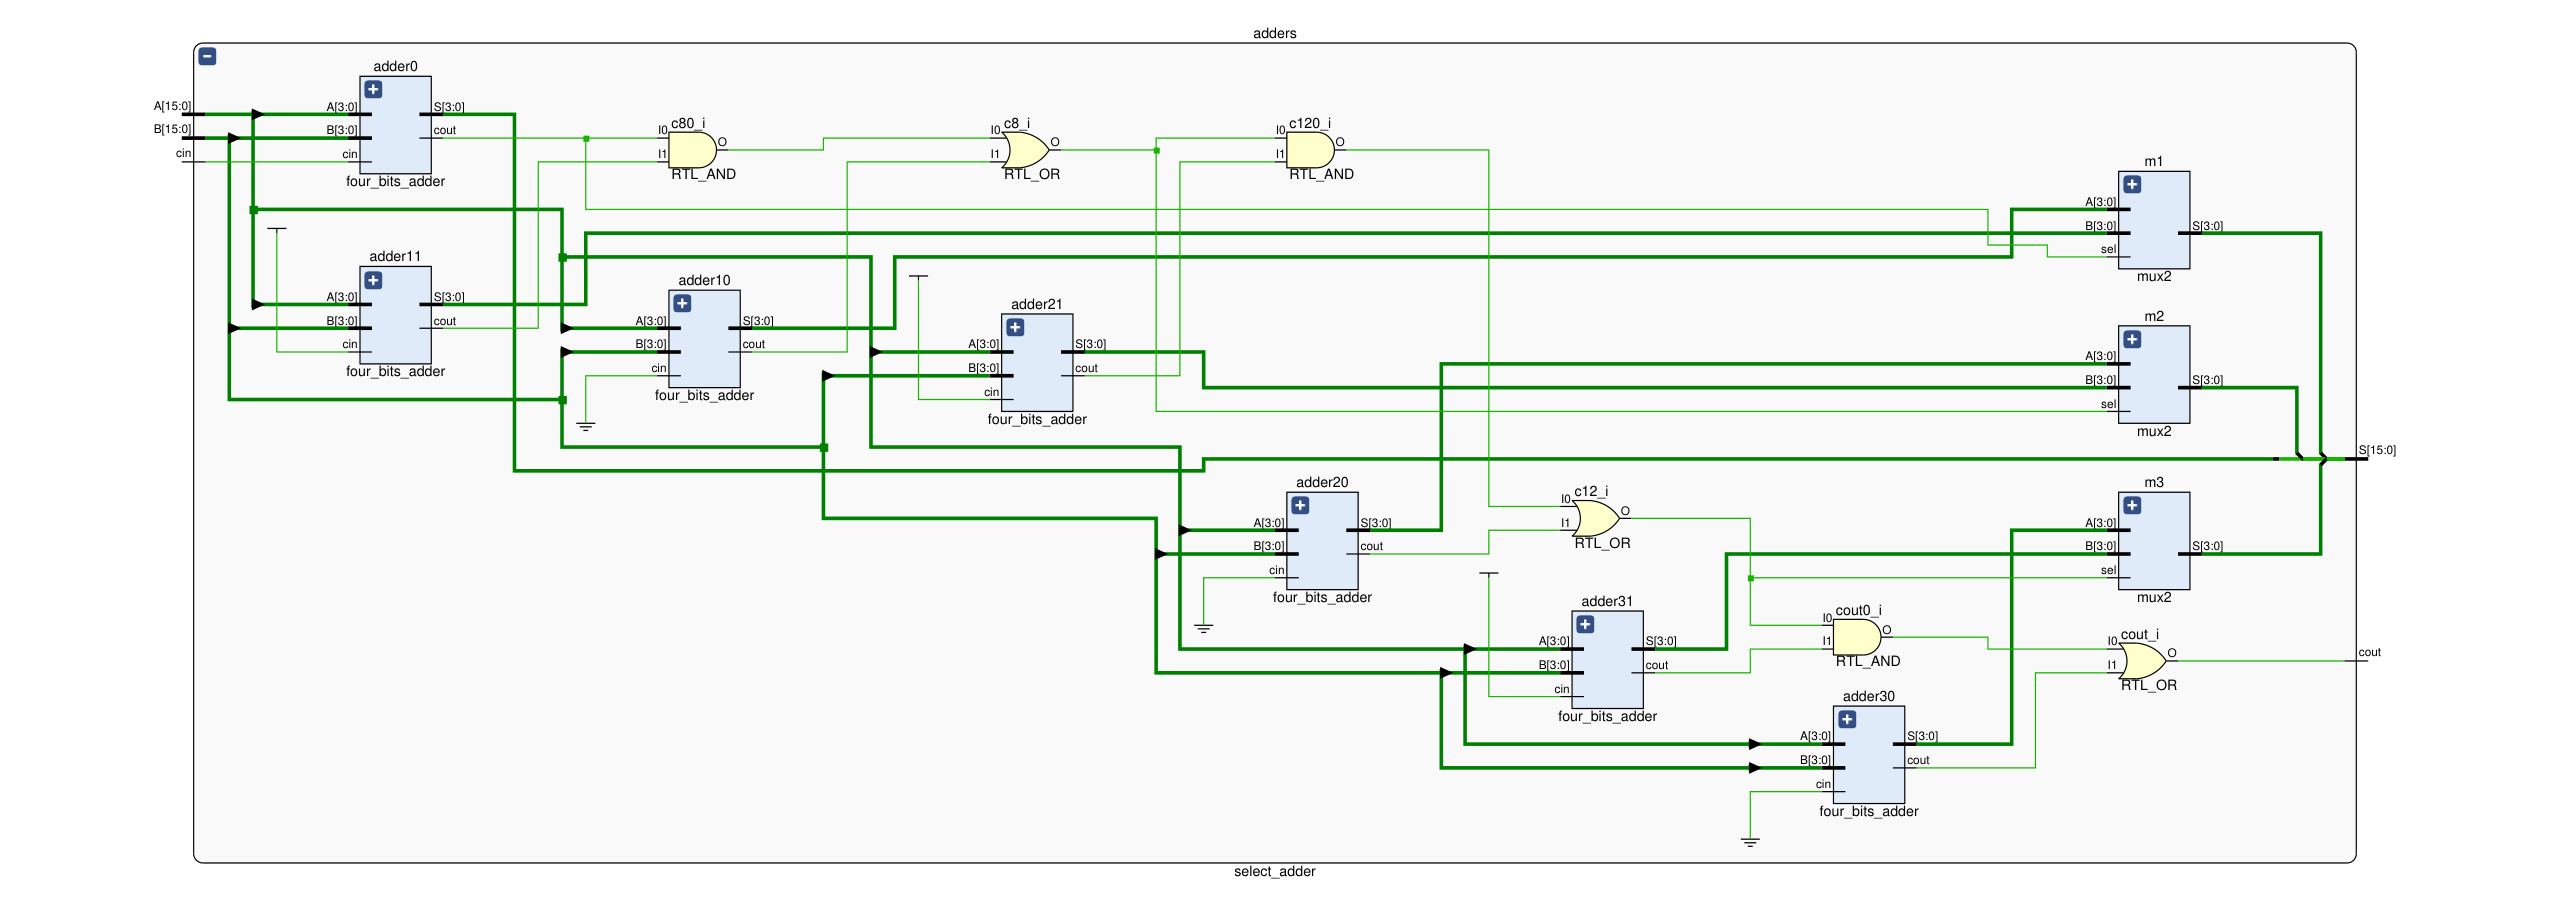 adders
adder0
A[15:0]
B[15:0]
cin
A[3:0]
B[3:0]
cin
S[3:0]
cout
four_bits_adder
c80_i
I0
I1
O
RTL_AND
c8_i
I0
I1
O
RTL_OR
c120_i
I0
I1
O
RTL_AND
m1
A[3:0]
B[3:0]
sel
S[3:0]
mux2
adder11
A[3:0]
B[3:0]
cin
S[3:0]
cout
four_bits_adder
adder10
A[3:0]
B[3:0]
cin
S[3:0]
cout
four_bits_adder
adder21
A[3:0]
B[3:0]
cin
S[3:0]
cout
four_bits_adder
m2
A[3:0]
B[3:0]
sel
S[3:0]
mux2
S[15:0]
adder20
A[3:0]
B[3:0]
cin
S[3:0]
cout
four_bits_adder
c12_i
I0
I1
O
RTL_OR
m3
A[3:0]
B[3:0]
sel
S[3:0]
mux2
adder31
A[3:0]
B[3:0]
cin
S[3:0]
cout
four_bits_adder
cout0_i
I0
I1
O
RTL_AND
cout_i
I0
I1
O
RTL_OR
cout
adder30
A[3:0]
B[3:0]
cin
S[3:0]
cout
four_bits_adder
select_adder